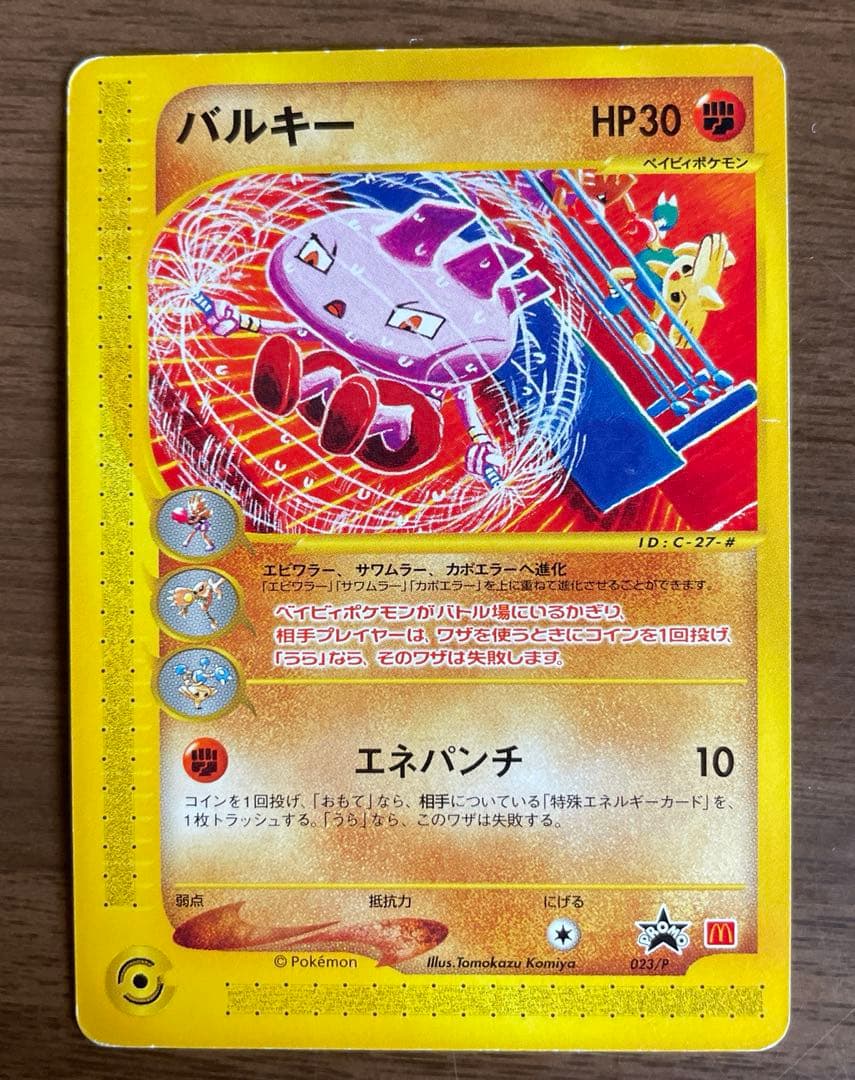 バルキー
HP30
ベイビィポケモン
ID:C-27-#
エビワラー、サワムラー、カポエラーへ進化
「エビワラー」「サワムラー」「カポエラー」を上に重ねて進化させることができます。
ベイビィポケモンがバトル場にいるかぎり、
相手プレイヤーは、ワザを使うときにコインを1回投げ、
「うら」なら、そのワザは失敗します。
エネパンチ 10
コインを1回投げ、「おもて」なら、相手についている「特殊エネルギーカード」を、
1枚トラッシュする。「うら」なら、このワザは失敗する。
弱点 抵抗力 にげる
PROMO
M
© Pokémon Illus.Tomokazu Komiya 023/P